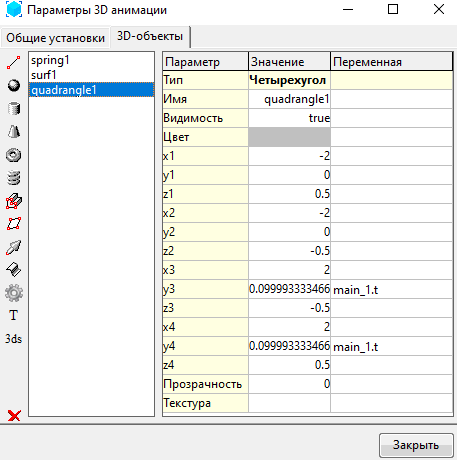 Параметры 3D анимации
Общие установки 3D-объекты
spring1
surf1
quadrangle1
T
3ds
Параметр Значение Переменная
Тип Четырехугол
Имя quadrangle1
Видимость true
Цвет
x1 -2
y1 0
z1 0.5
x2 -2
y2 0
z2 -0.5
x3 2
y3 0.099993333466 main_1.t
z3 -0.5
x4 2
y4 0.099993333466 main_1.t
z4 0.5
Прозрачность 0
Текстура
Закрыть